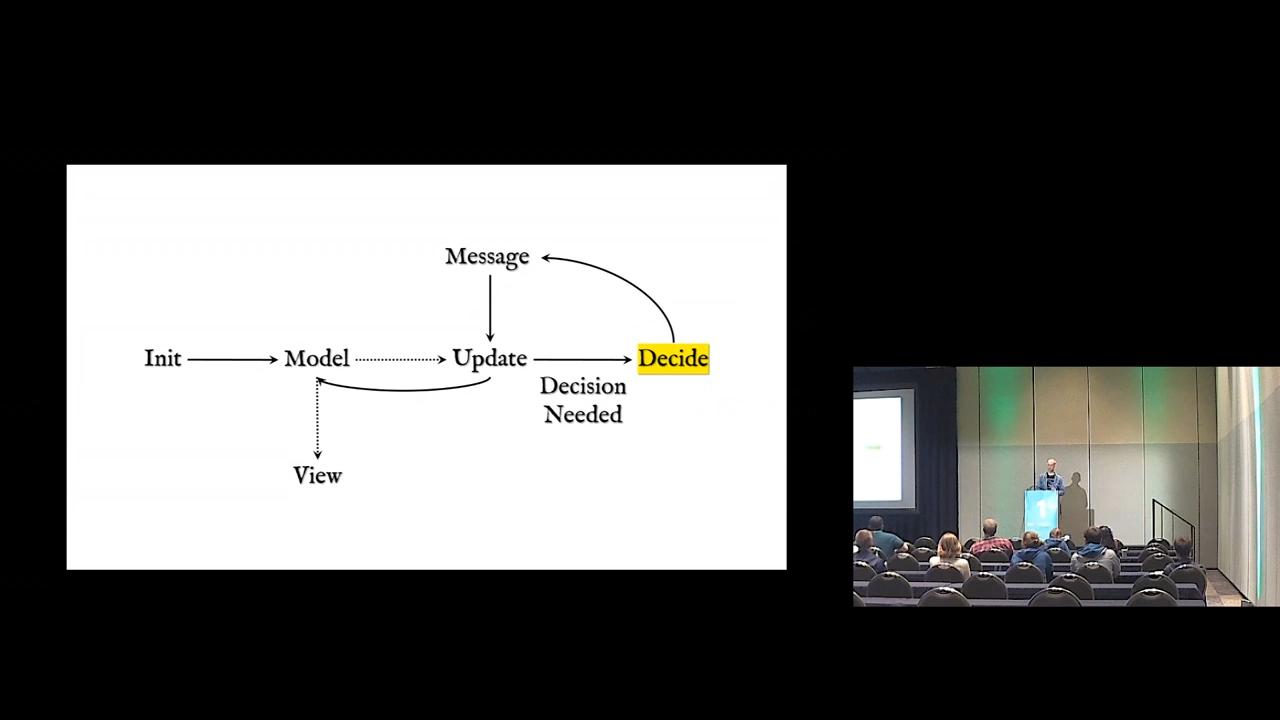 Message
Init
Model
Update
Decide
Decision
Needed
View